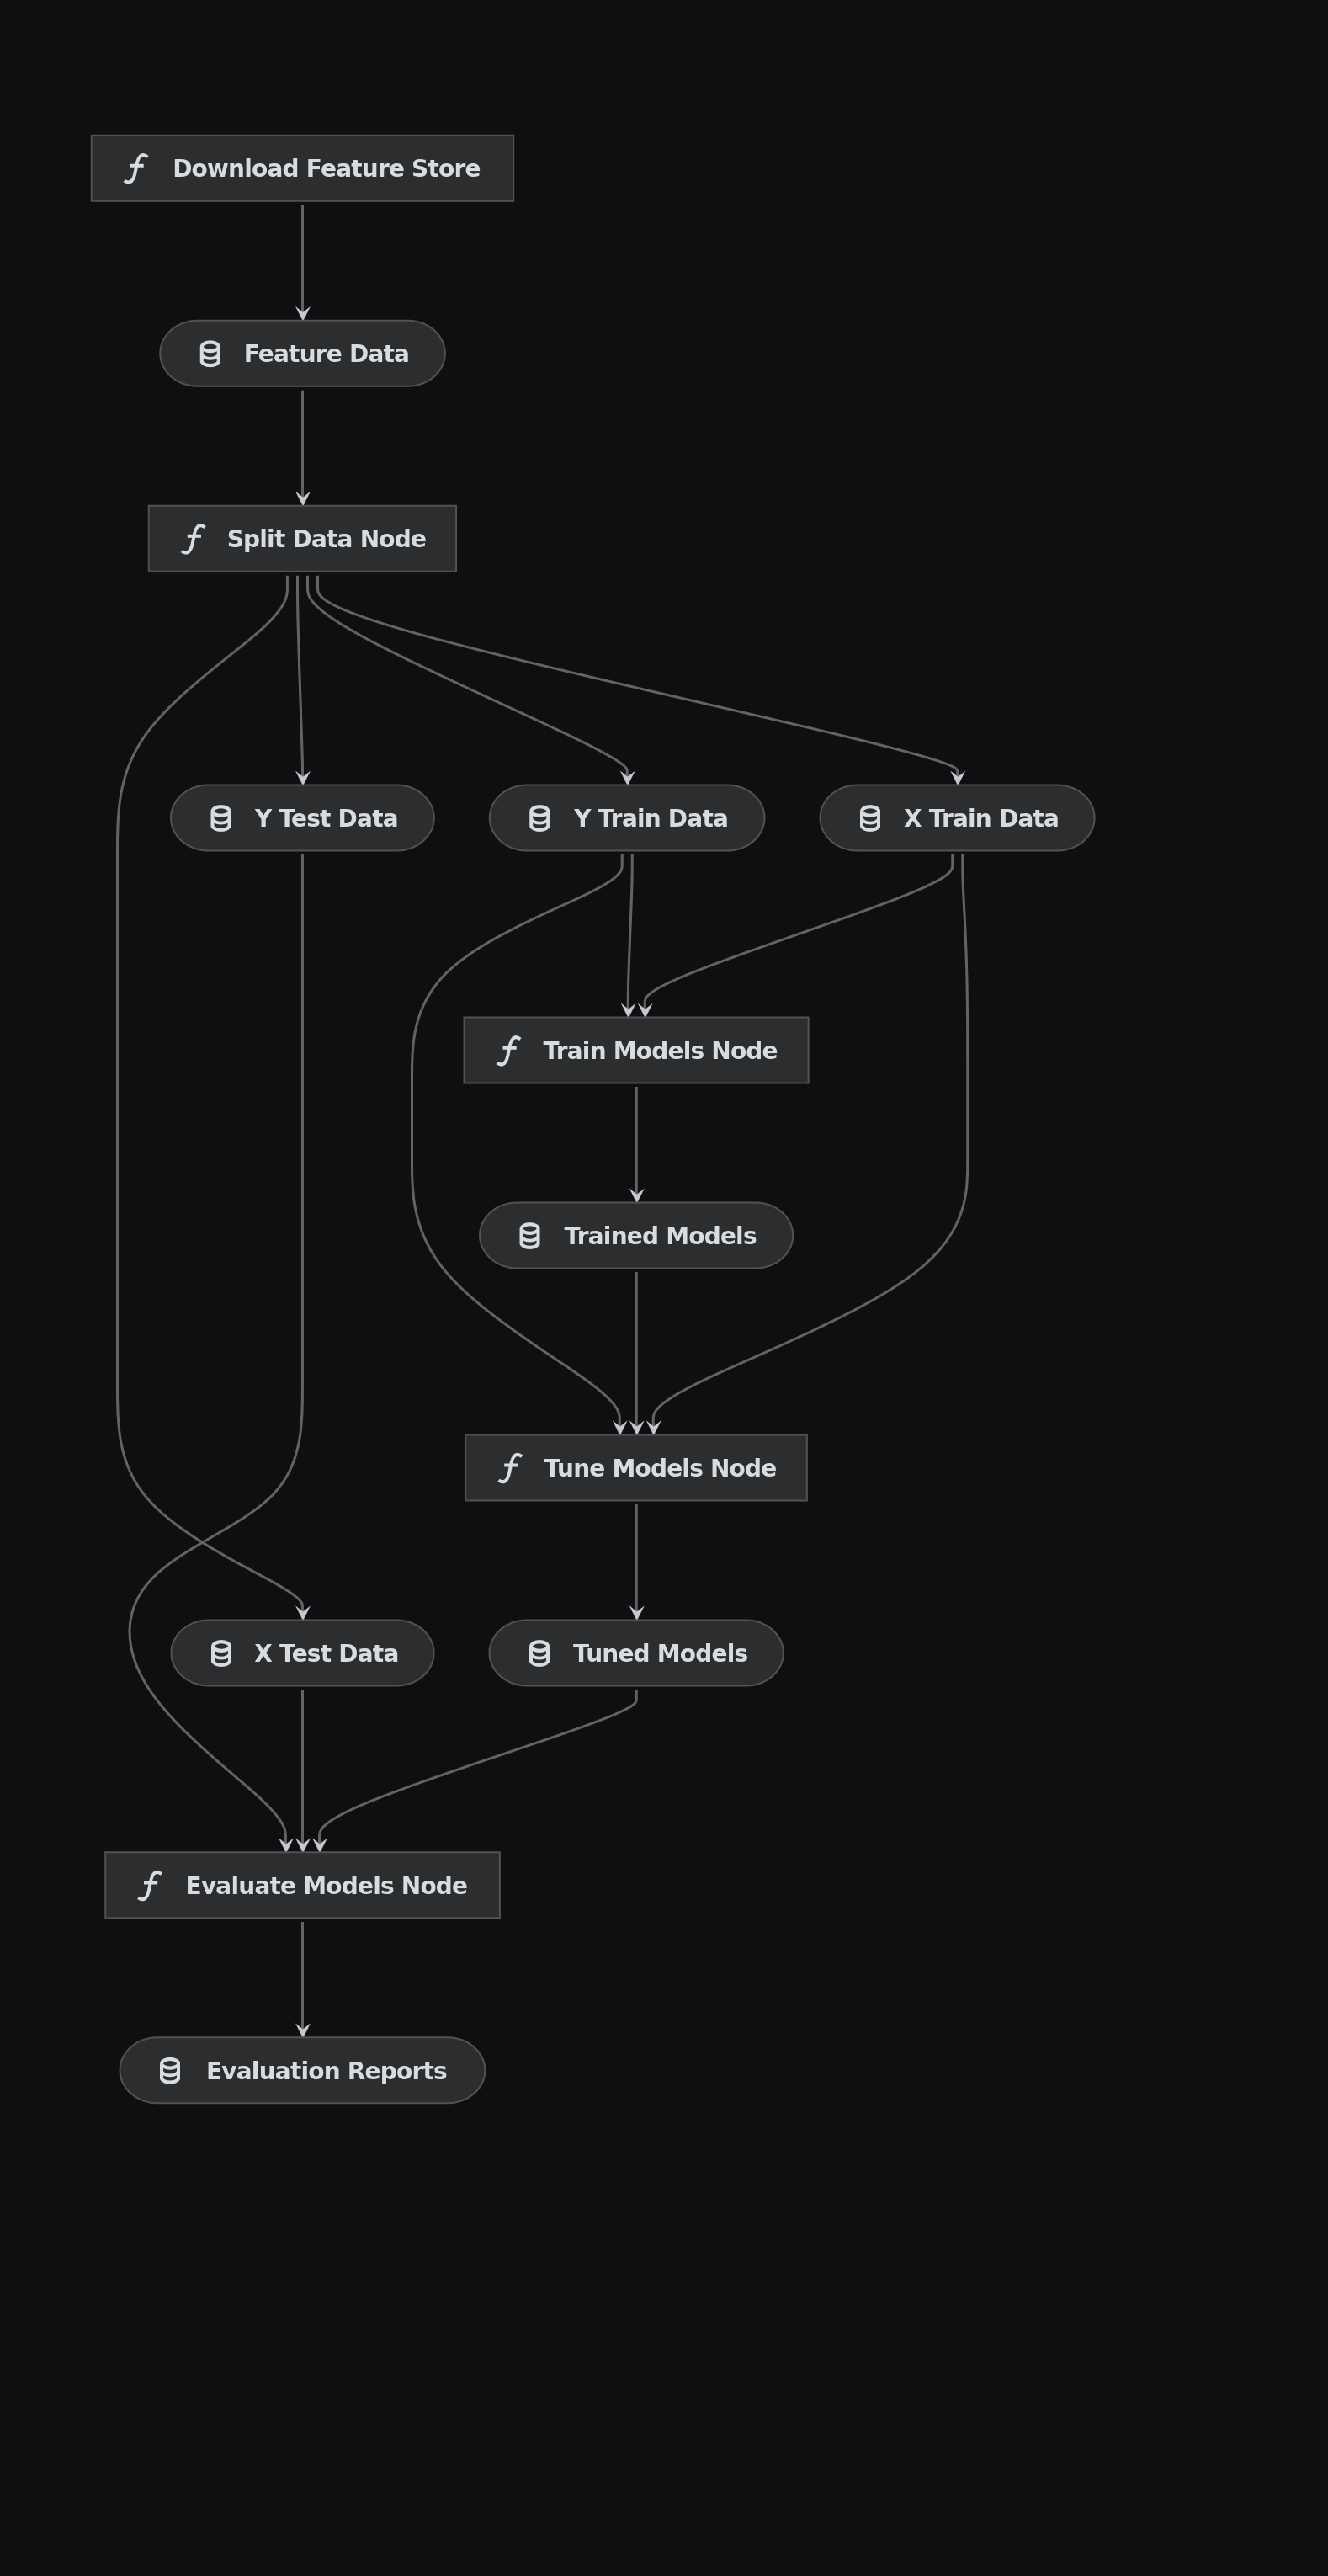 Download Feature Store
Feature Data
Split Data Node
Y Test Data
Y Train Data
X Train Data
Train Models Node
Trained Models
Tune Models Node
X Test Data
Tuned Models
Evaluate Models Node
Evaluation Reports